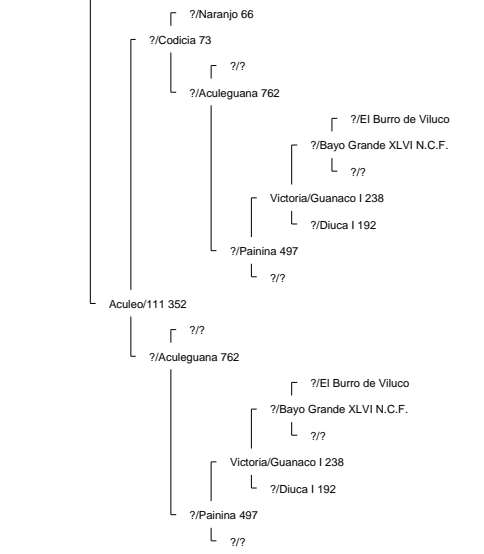 ?/Naranjo 66
?/Codicia 73
?/?
?/Aculeguana 762
?/El Burro de Viluco
?/Bayo Grande XLVI N.C.F.
?/?
Victoria/Guanaco I 238
?/Diuca I 192
?/Painina 497
?/?
Aculeo/111 352
?/?
?/Aculeguana 762
?/El Burro de Viluco
?/Bayo Grande XLVI N.C.F.
?/?
Victoria/Guanaco I 238
?/Diuca I 192
?/Painina 497
?/?